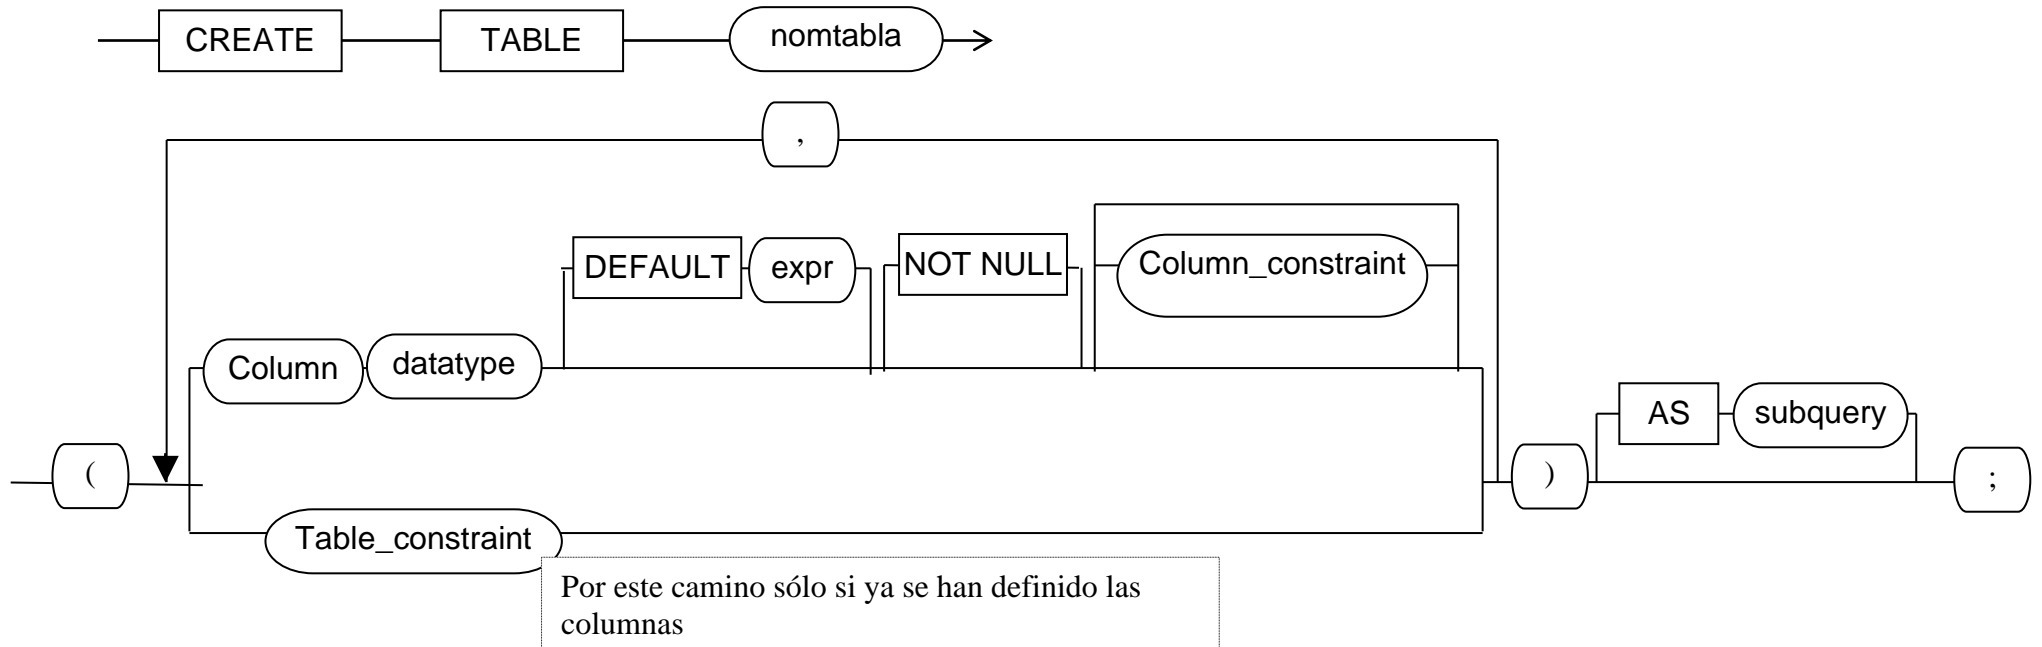 CREATE TABLE nomtabla
,
DEFAULT expr NOT NULL Column_constraint
Column datatype
AS subquery
( ) ;
Table_constraint
Por este camino sólo si ya se han definido las
columnas